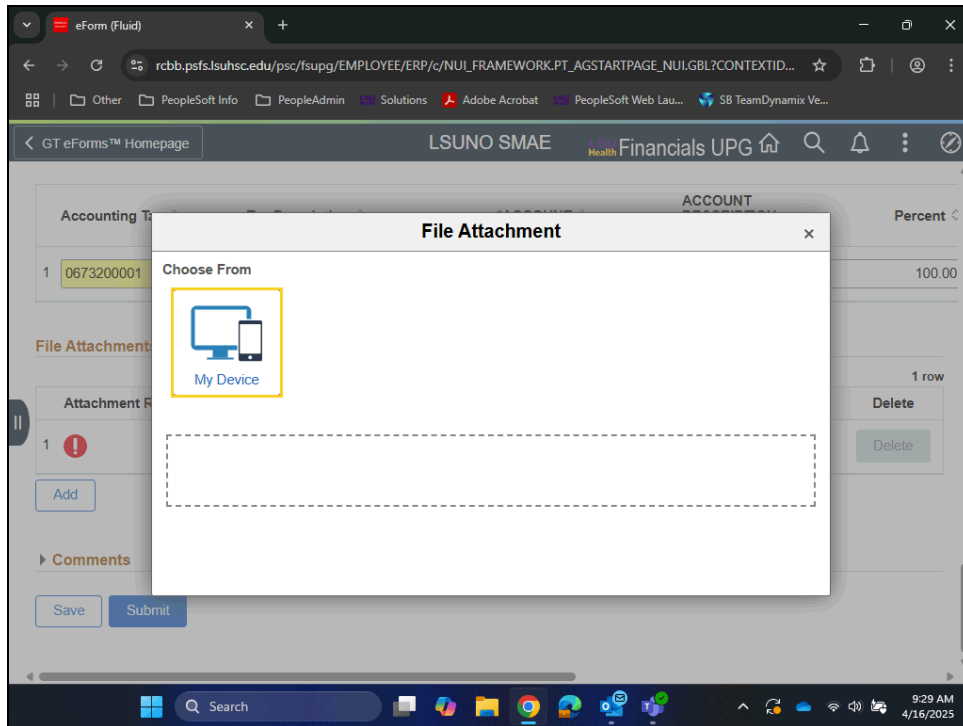 eForm (Fluid)
rcbb.psfs.lsuhsc.edu/psc/fsupg/EMPLOYEE/ERP/c/NUI_FRAMEWORK.PT_AGSTARTPAGE_NUI.GBL?CONTEXTID...
Other PeopleSoft Info PeopleAdmin Solutions Adobe Acrobat PeopleSoft Web Lau... SB TeamDynamix Ve...
GT eForms™ Homepage LSUNO SMAE Health Financials UPG
ACCOUNT
Accounting Percent
File Attachment ×
1 0673200001 Choose From 100.00
My Device
File Attachment
1 row
Attachment R Delete
1 Delete
Add
Comments
Save Submit
Search 9:29 AM
4/16/2025